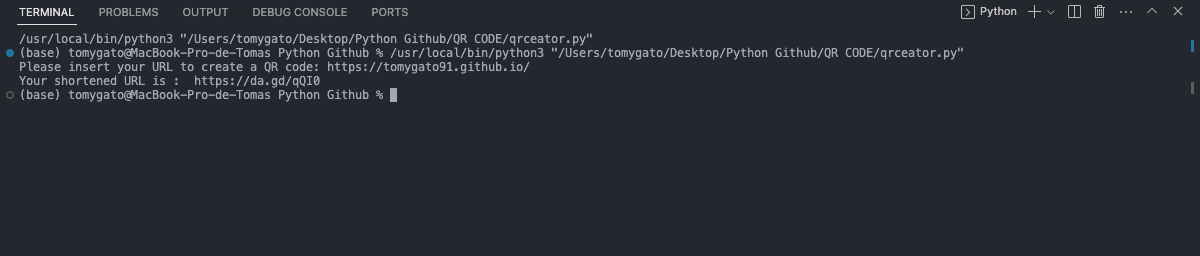 TERMINAL PROBLEMS OUTPUT DEBUG CONSOLE PORTS Python
/usr/local/bin/python3 "/Users/tomygato/Desktop/Python Github/QR CODE/qrceator.py"
(base) tomygato@MacBook-Pro-de-Tomas Python Github % /usr/local/bin/python3 "/Users/tomygato/Desktop/Python Github/QR CODE/qrceator.py"
Please insert your URL to create a QR code: https://tomygato91.github.io/
Your shortened URL is :  https://da.gd/qQI0
(base) tomygato@MacBook-Pro-de-Tomas Python Github %